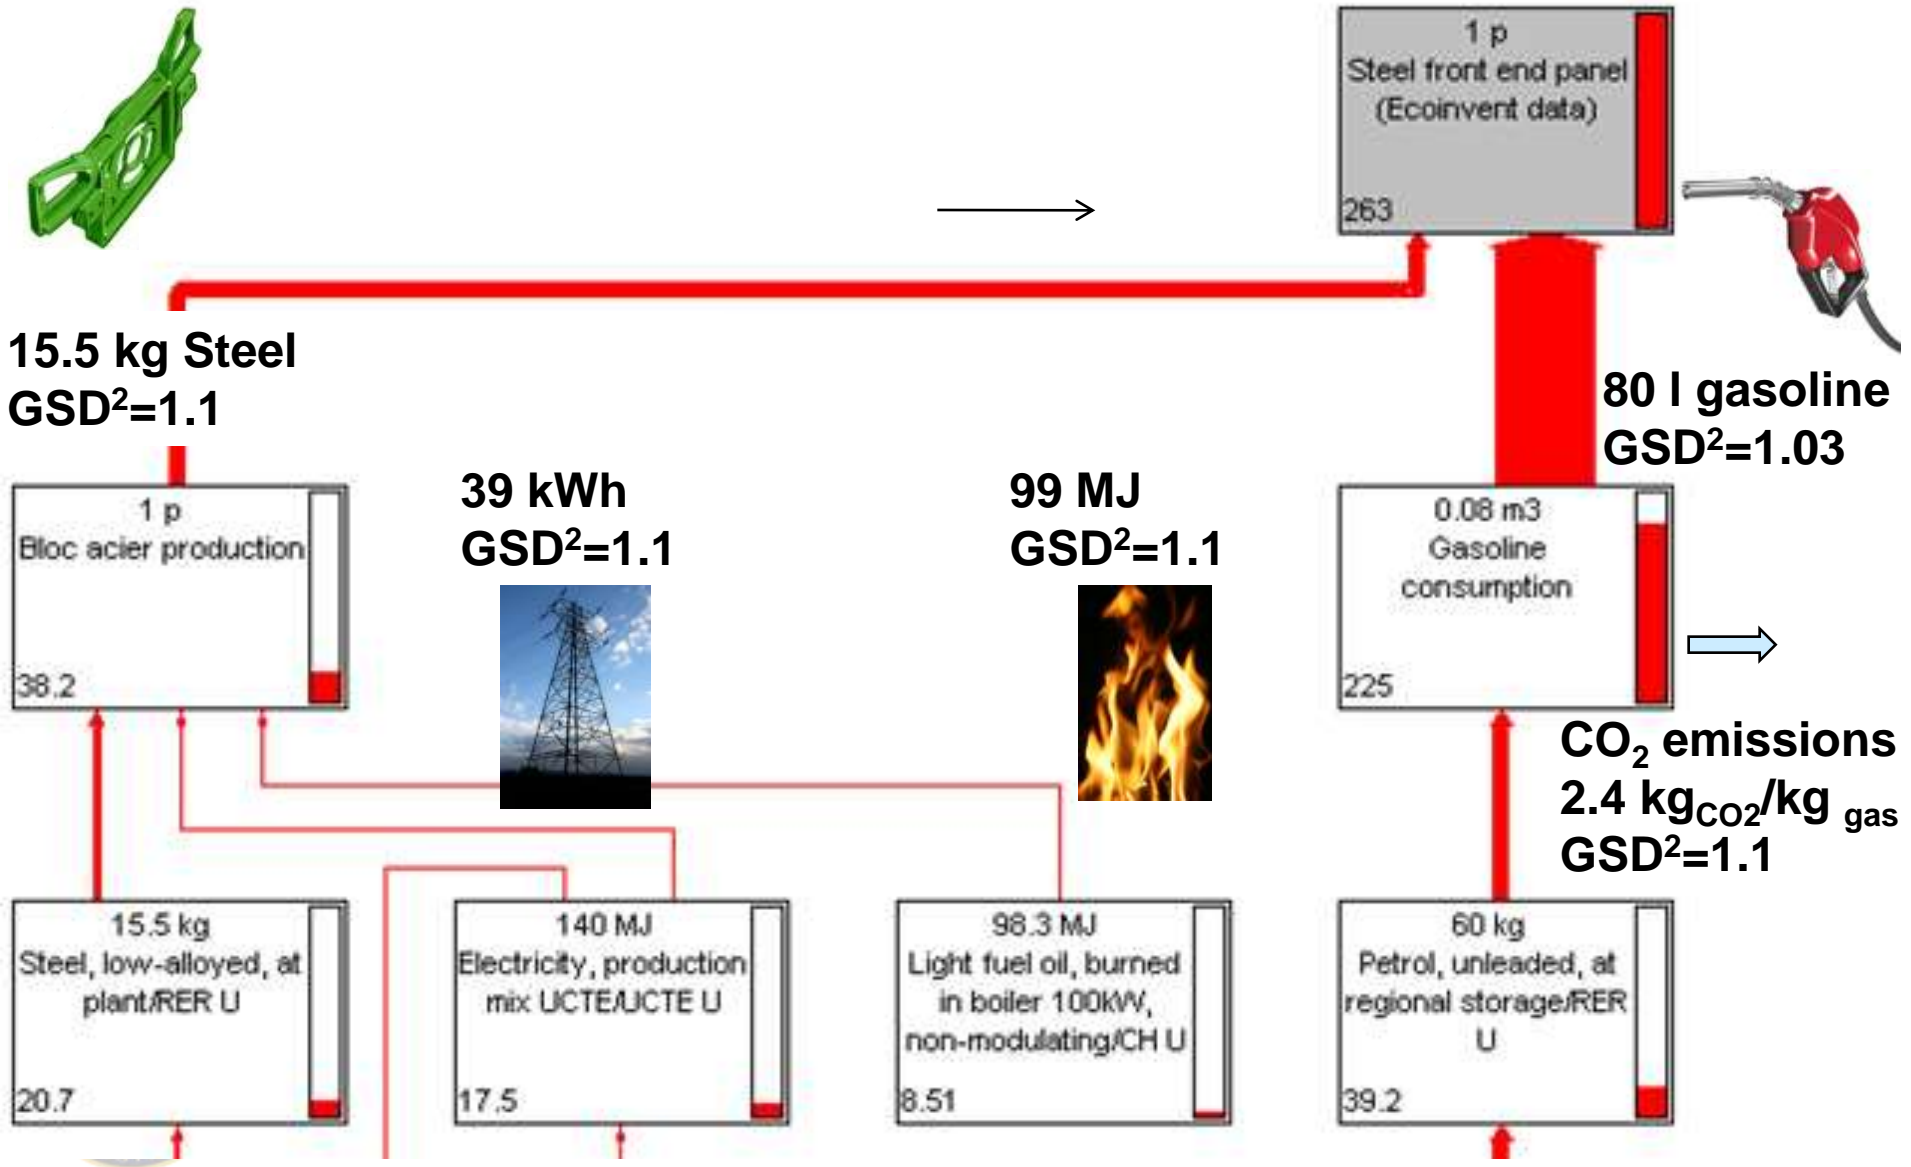 1 p
Steel front end panel
(Ecoinvent data)
263
15.5 kg Steel
GSD²=1.1
80 l gasoline
GSD²=1.03
1 p
Bloc acier production
38.2
39 kWh
GSD²=1.1
99 MJ
GSD²=1.1
0.08 m3
Gasoline
consumption
225
CO₂ emissions
2.4 kg_CO2/kg _gas
GSD²=1.1
15.5 kg
Steel, low-alloyed, at
plant/RER U
20.7
140 MJ
Electricity, production
mix UCTE/UCTE U
17.5
98.3 MJ
Light fuel oil, burned
in boiler 100kW,
non-modulating/CH U
8.51
60 kg
Petrol, unleaded, at
regional storage/RER
U
39.2